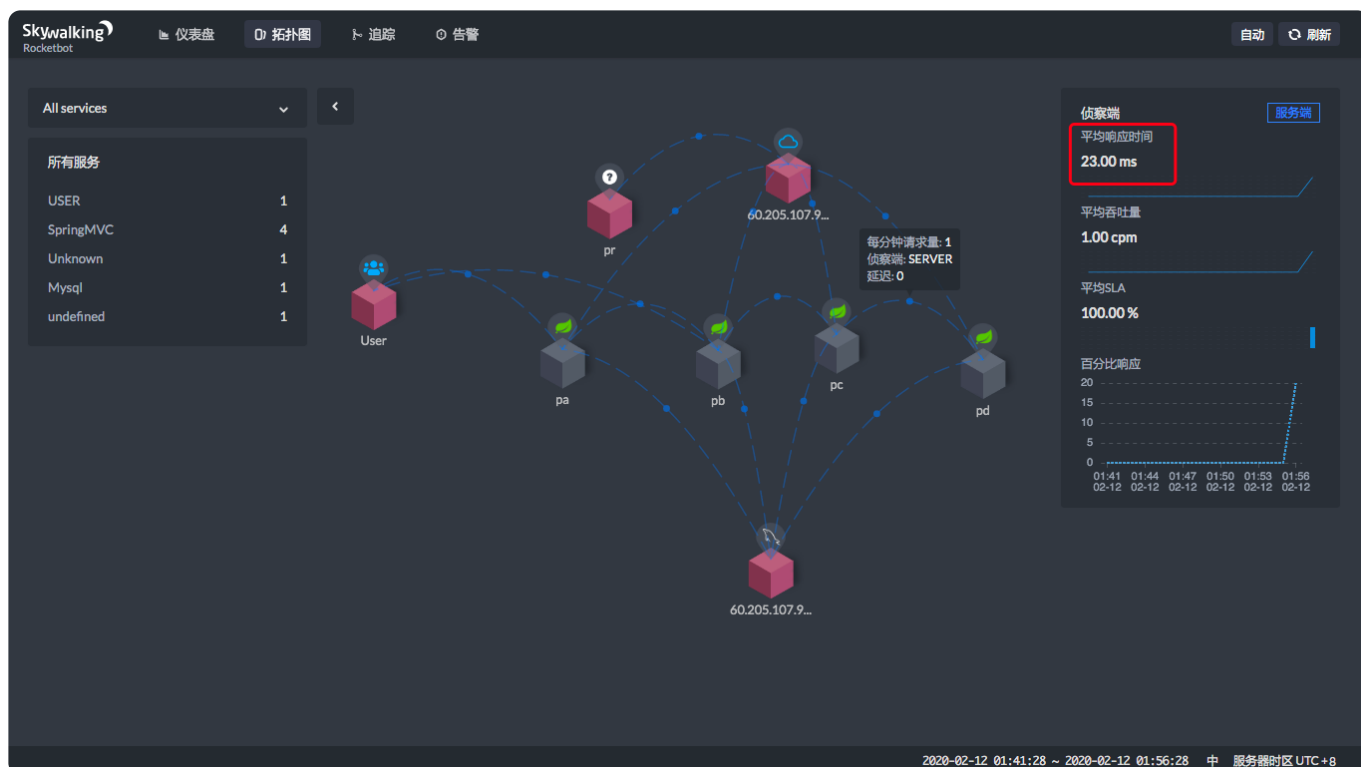 Skywalking
Rocketbot
仪表盘
拓扑图
追踪
告警
自动
刷新
All services
所有服务
USER 1
SpringMVC 4
Unknown 1
Mysql 1
undefined 1
60.205.107.9...
pr
User
pa
pb
pc
pd
每分钟请求量: 1
侦察端: SERVER
延迟: 0
60.205.107.9...
侦察端 服务端
平均响应时间
23.00 ms
平均吞吐量
1.00 cpm
平均SLA
100.00 %
百分比响应
20
15
10
5
0
01:41 01:44 01:47 01:50 01:53 01:56
02-12 02-12 02-12 02-12 02-12 02-12
2020-02-12 01:41:28 ~ 2020-02-12 01:56:28 中 服务器时区 UTC +8